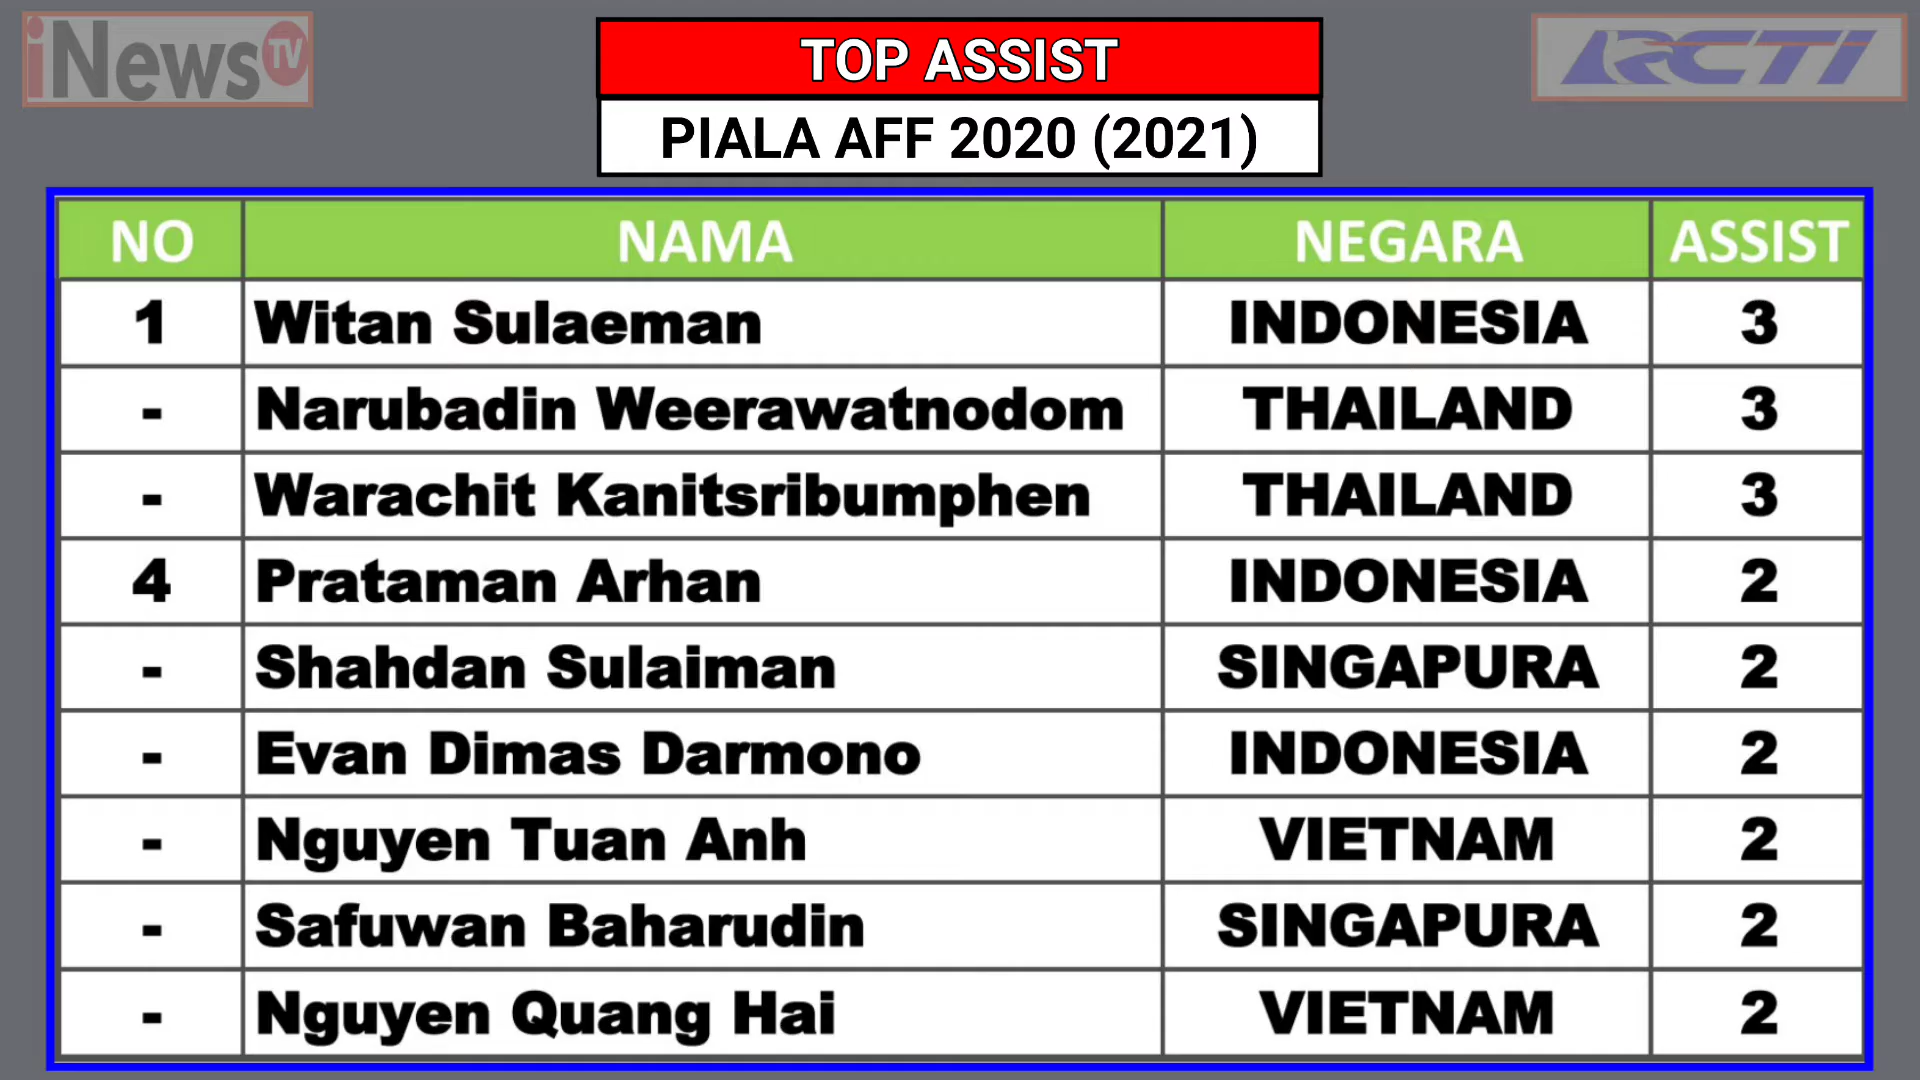 iNewsTV
TOP ASSIST
RCTI
PIALA AFF 2020 (2021)
NO NAMA NEGARA ASSIST
1 Witan Sulaeman INDONESIA 3
- Narubadin Weerawatnodom THAILAND 3
- Warachit Kanitsribumphen THAILAND 3
4 Prataman Arhan INDONESIA 2
- Shahdan Sulaiman SINGAPURA 2
- Evan Dimas Darmono INDONESIA 2
- Nguyen Tuan Anh VIETNAM 2
- Safuwan Baharudin SINGAPURA 2
- Nguyen Quang Hai VIETNAM 2